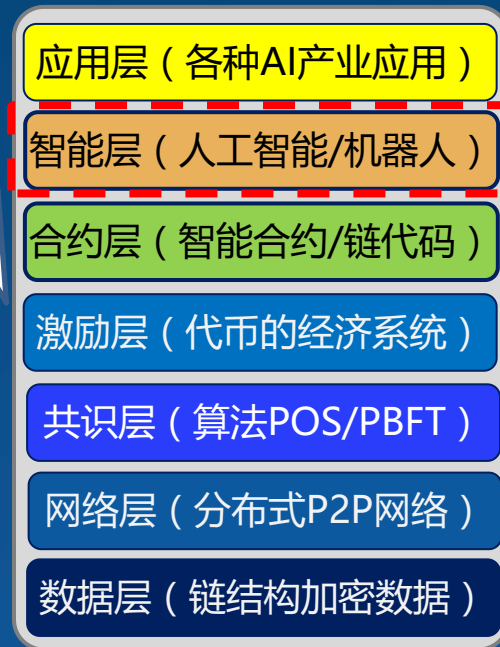 应用层（各种AI产业应用）
智能层（人工智能/机器人）
合约层（智能合约/链代码）
激励层（代币的经济系统）
共识层（算法POS/PBFT）
网络层（分布式P2P网络）
数据层（链结构加密数据）